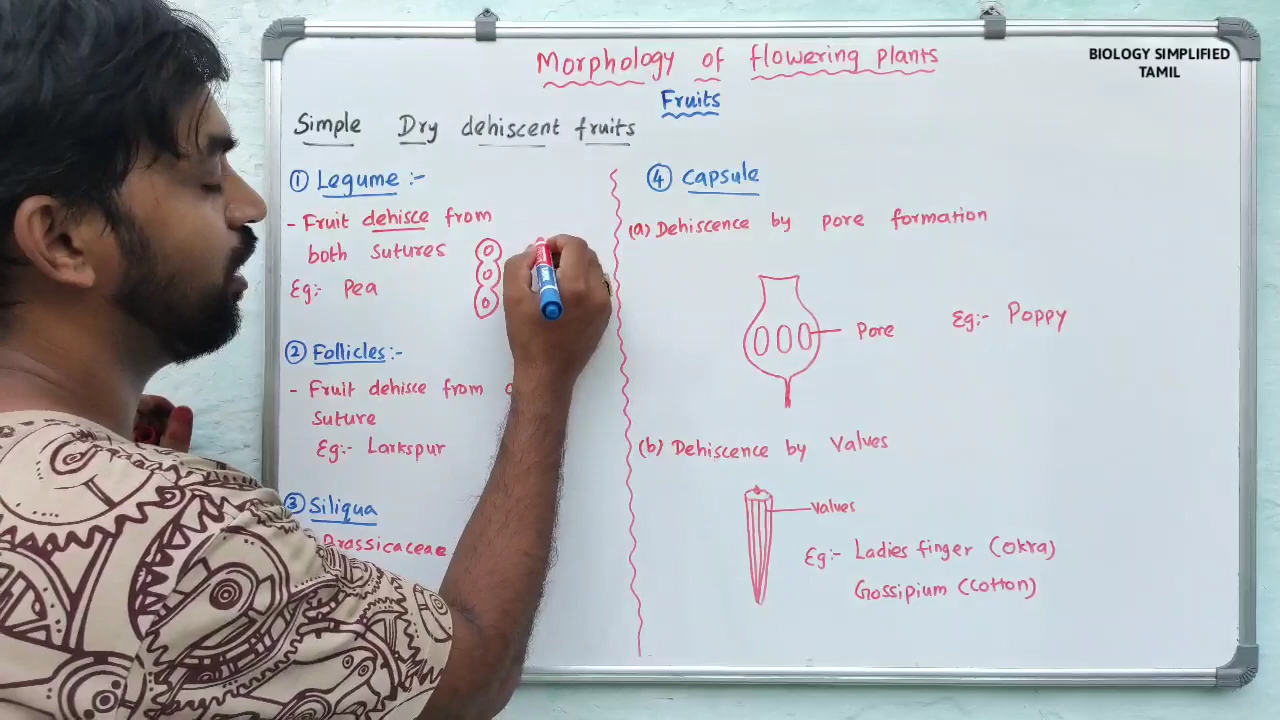 Morphology of flowering plants
BIOLOGY SIMPLIFIED
TAMIL
Fruits
Simple Dry dehiscent fruits
① Legume :-
- Fruit dehisce from
both sutures
Eg:- Pea
② Follicles :-
- Fruit dehisce from
suture
Eg:- Larkspur
③ Siliqua
Brassicaceae
④ Capsule
(a) Dehiscence by pore formation
Pore
Eg:- Poppy
(b) Dehiscence by Values
Values
Eg:- Ladies finger (Okra)
Gossipium (Cotton)